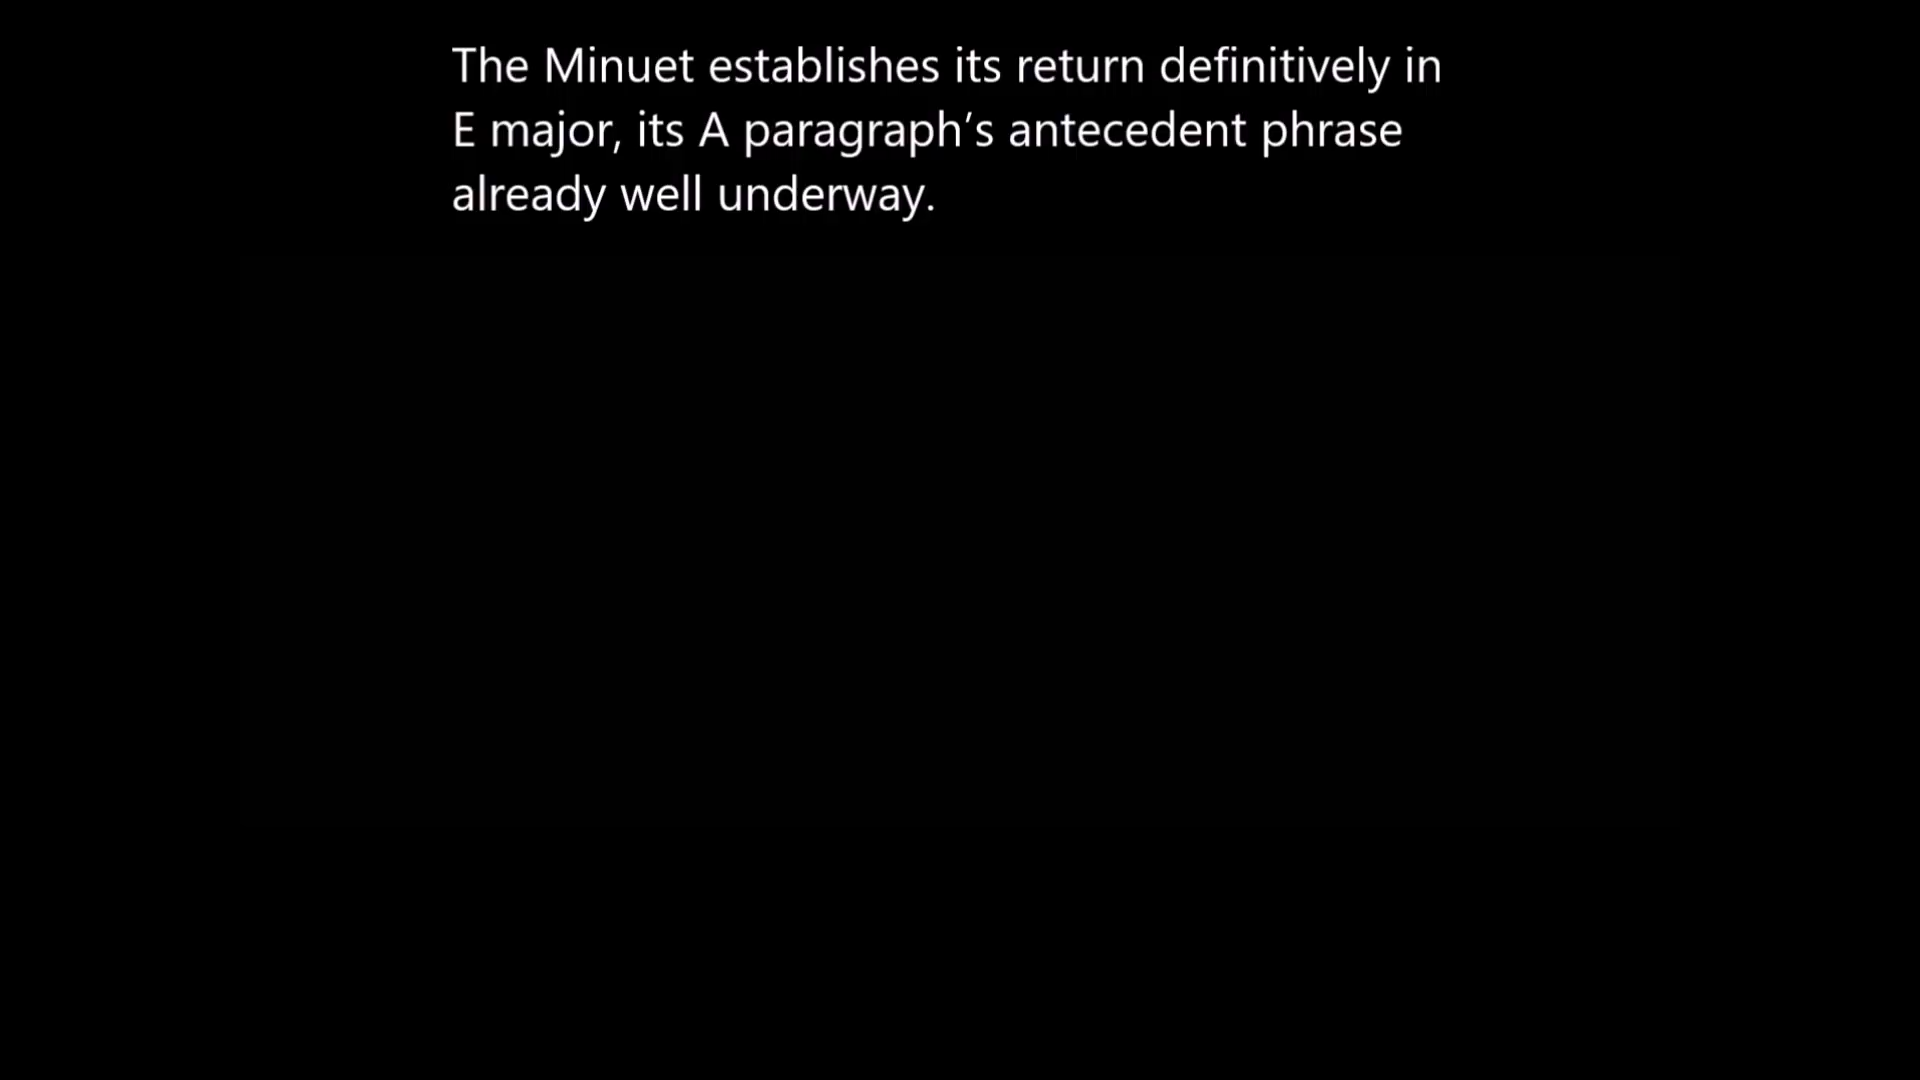 The Minuet establishes its return definitively in
E major, its A paragraph’s antecedent phrase
already well underway.